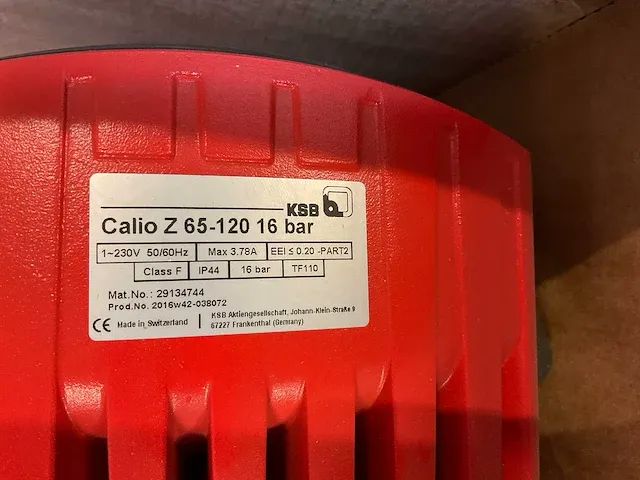 KSB
Calio Z 65-120 16 bar
1~230V 50/60Hz Max 3.78A EEI ≤ 0.20 -PART2
Class F IP44 16 bar TF110
Mat.No.: 29134744
Prod.No. 2016w42-038072
CE Made in Switzerland
KSB Aktiengesellschaft, Johann-Klein-Straße 9
67227 Frankenthal (Germany)